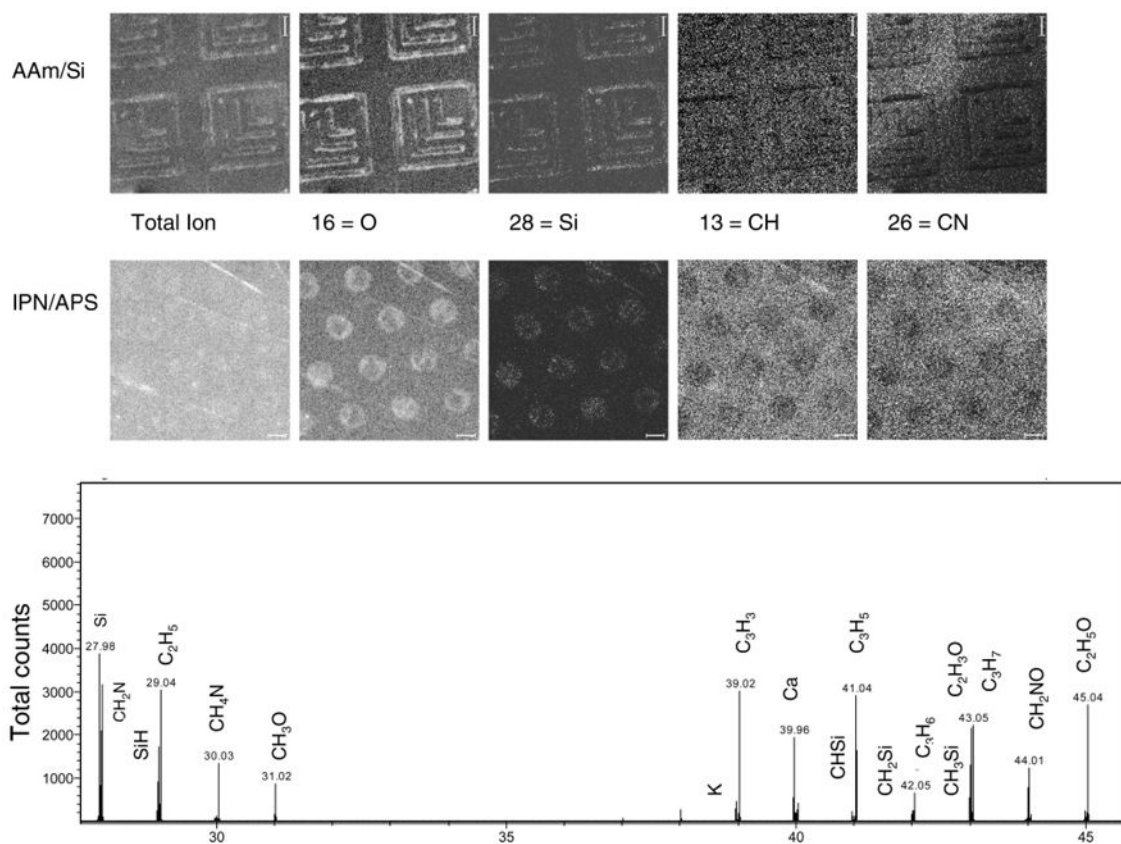 AAm/Si
Total Ion 16 = O 28 = Si 13 = CH 26 = CN
IPN/APS
Total counts
7000
6000
5000
4000
3000
2000
1000
Si
27.98
CH₂N
SiH
C₂H₅
29.04
CH₄N
30.03
CH₃O
31.02
K
C₃H₃
39.02
Ca
39.96
CHSi
C₃H₅
41.04
CH₂Si
C₃H₆
42.05
CH₃Si
C₂H₃O
43.05
C₃H₇
CH₂NO
44.01
C₂H₅O
45.04
30 35 40 45